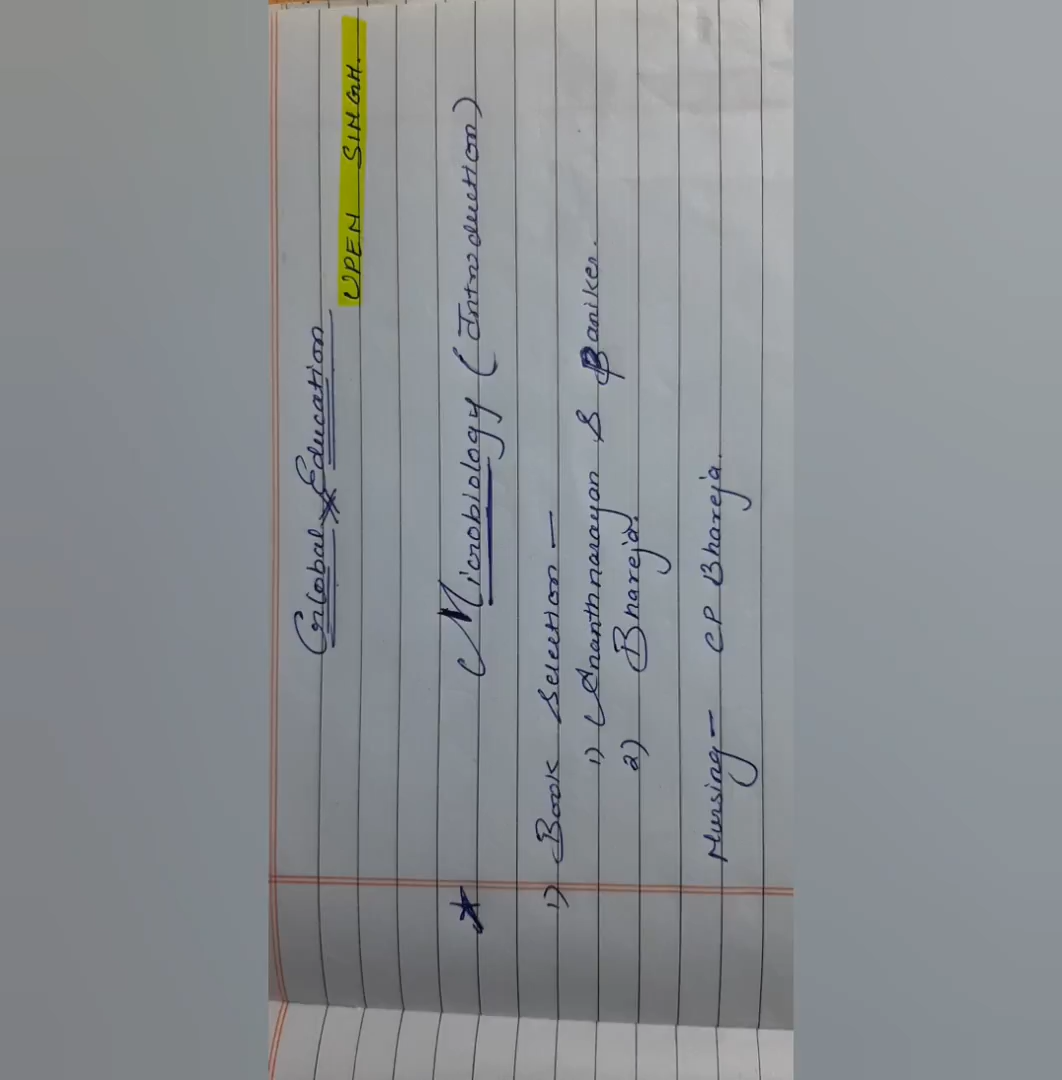 Global Education
UPEN SINGH.
Microbiology (Introduction)
1) Book Selection -
1) Ananthnarayan & Paniker.
2) Bhareja.
Nursing - CP Bhareja.